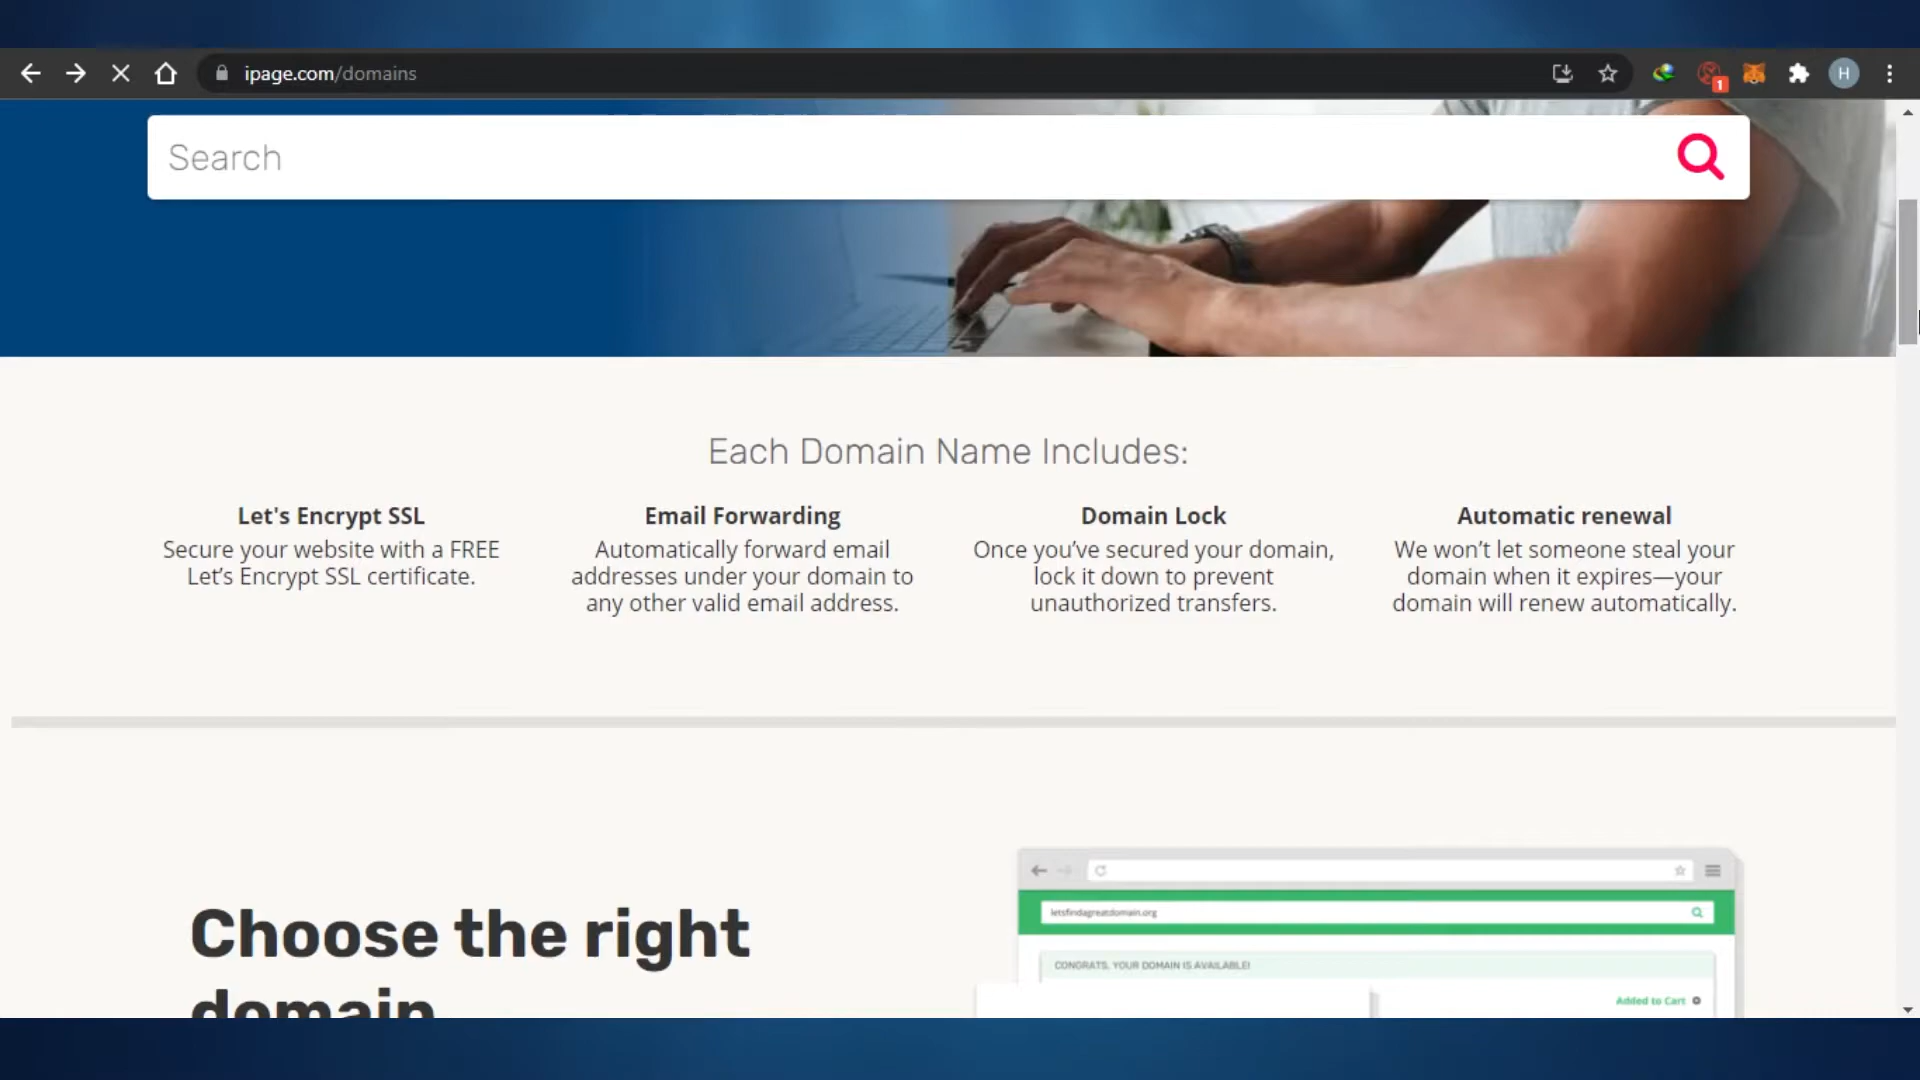 ipage.com/domains
1
H
Search
Each Domain Name Includes:
Let's Encrypt SSL
Secure your website with a FREE
Let’s Encrypt SSL certificate.
Email Forwarding
Automatically forward email
addresses under your domain to
any other valid email address.
Domain Lock
Once you’ve secured your domain,
lock it down to prevent
unauthorized transfers.
Automatic renewal
We won’t let someone steal your
domain when it expires—your
domain will renew automatically.
Choose the right
domain
letsfindagreatdomain.org
CONGRATS, YOUR DOMAIN IS AVAILABLE!
Added to Cart